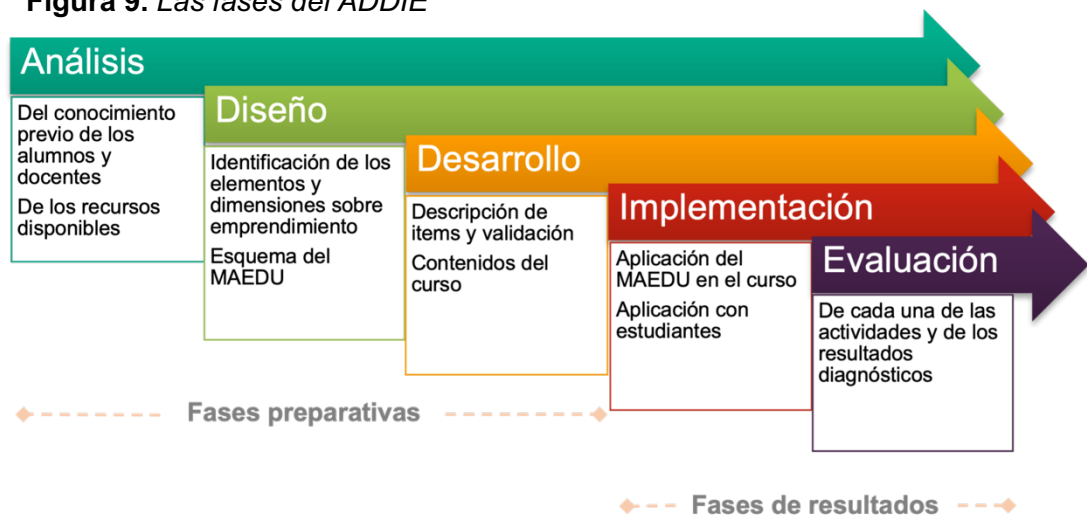 Figura 9. Las fases del ADDIE
Análisis
Del conocimiento
previo de los
alumnos y
docentes
De los recursos
disponibles
Diseño
Identificación de los
elementos y
dimensiones sobre
emprendimiento
Esquema del
MAEDU
Desarrollo
Descripción de
items y validación
Contenidos del
curso
Implementación
Aplicación del
MAEDU en el curso
Aplicación con
estudiantes
Evaluación
De cada una de las
actividades y de los
resultados
diagnósticos
Fases preparativas
Fases de resultados